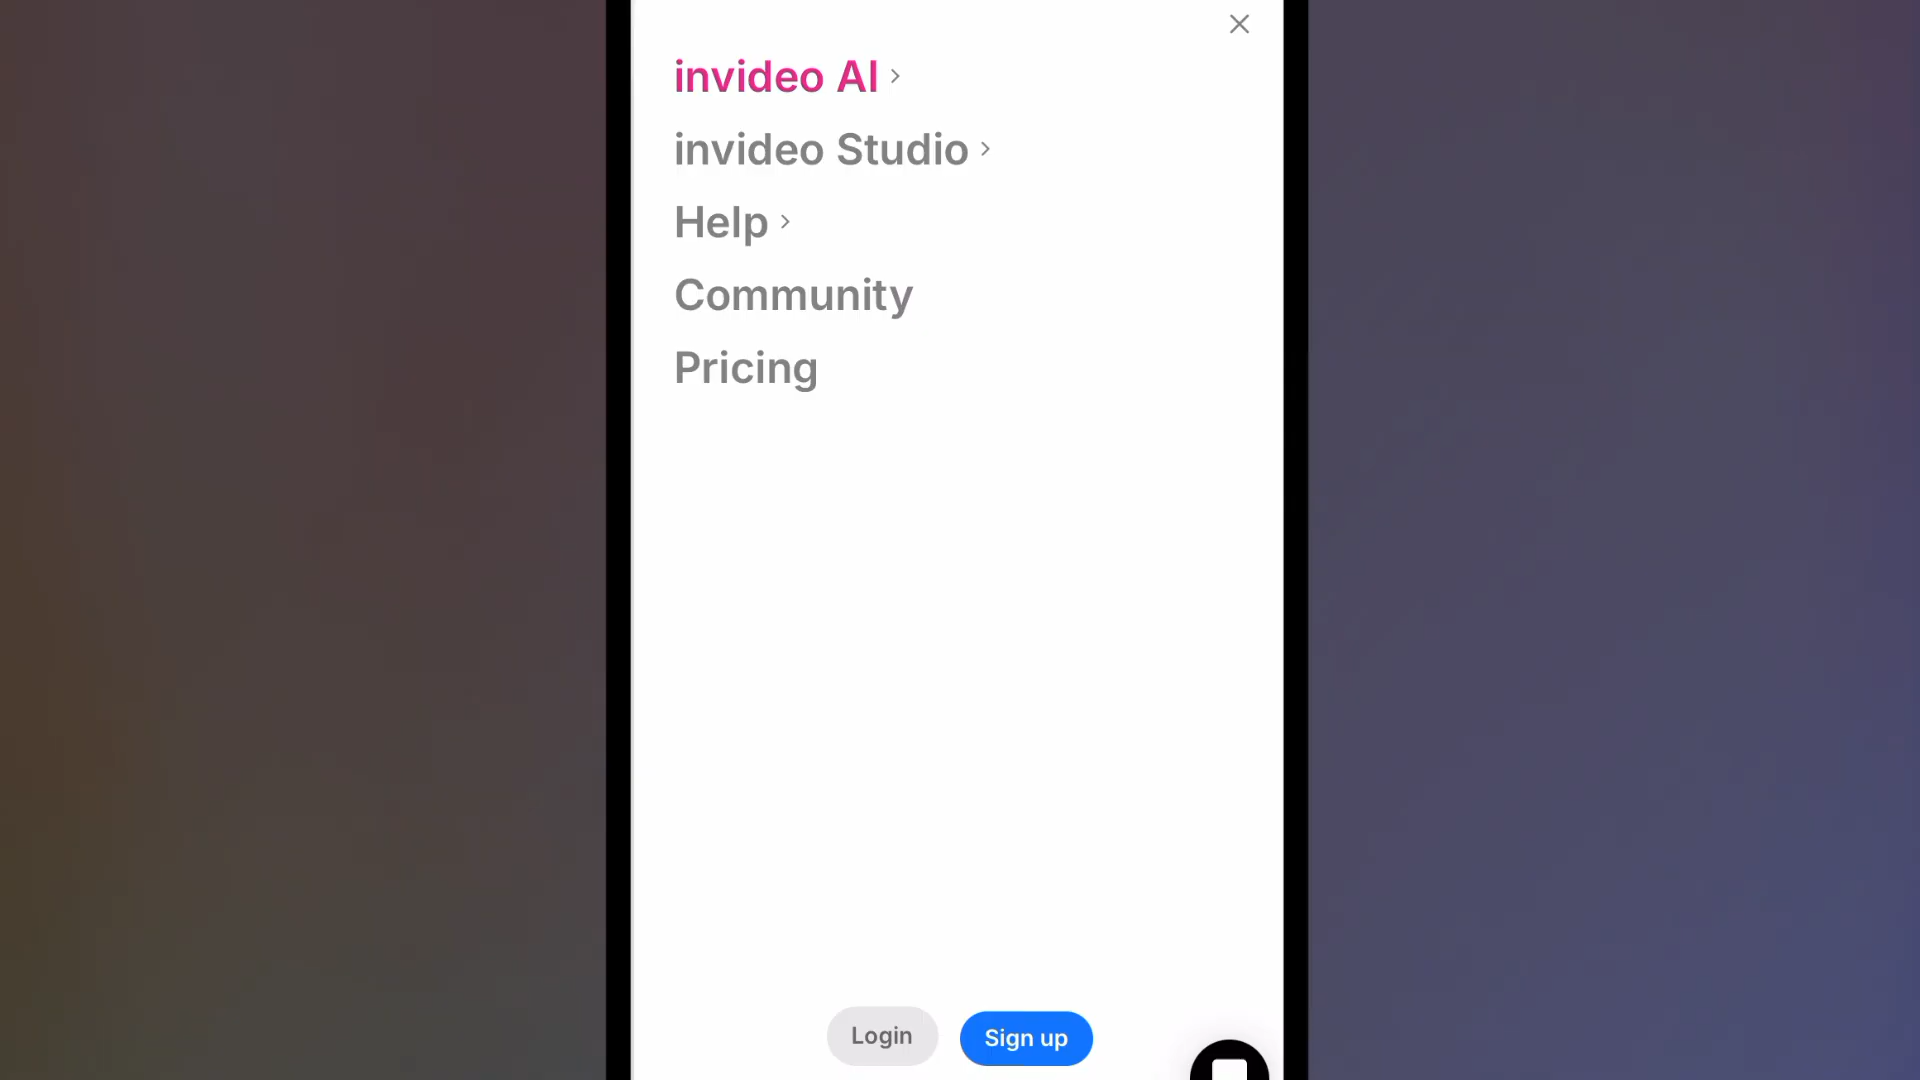 invideo AI
invideo Studio
Help
Community
Pricing
Login
Sign up